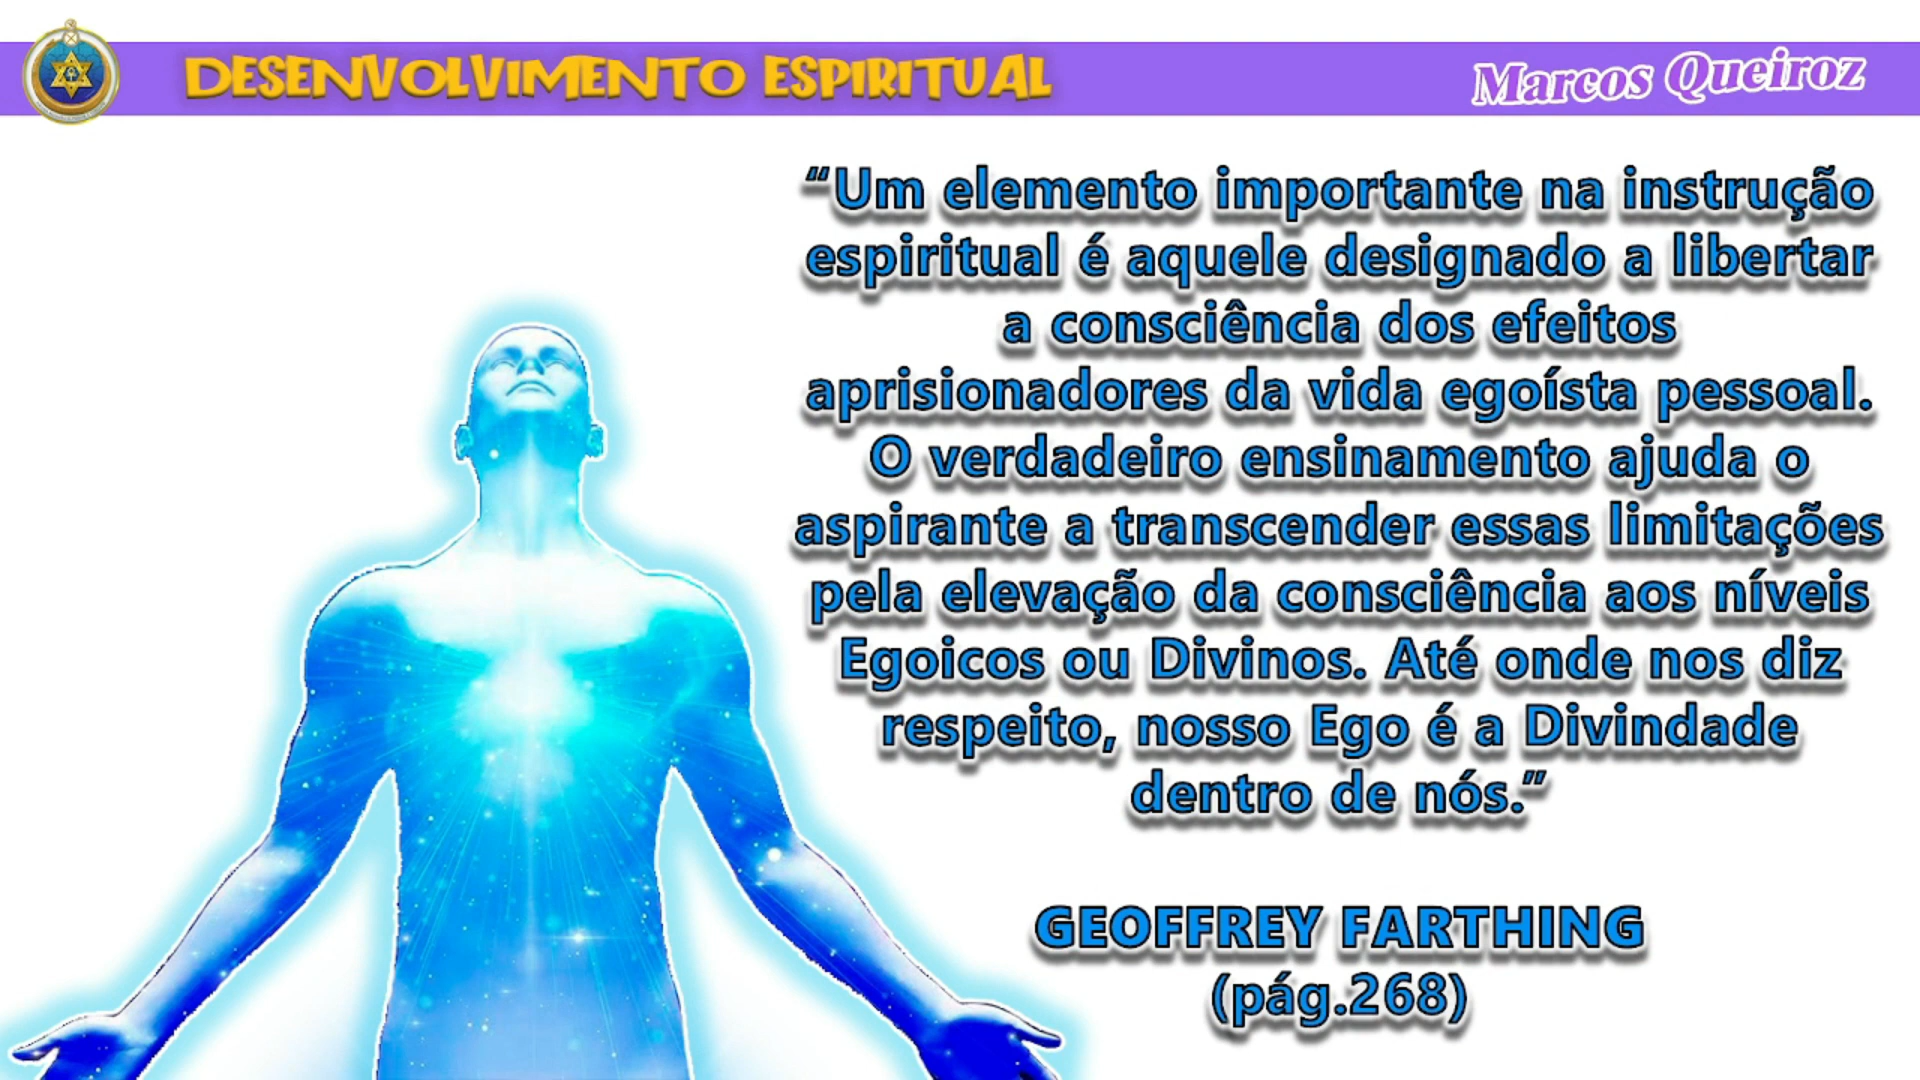 DESENVOLVIMENTO ESPIRITUAL
Marcos Queiroz
“Um elemento importante na instrução
espiritual é aquele designado a libertar
a consciência dos efeitos
aprisionadores da vida egoísta pessoal.
O verdadeiro ensinamento ajuda o
aspirante a transcender essas limitações
pela elevação da consciência aos níveis
Egoicos ou Divinos. Até onde nos diz
respeito, nosso Ego é a Divindade
dentro de nós.”
GEOFFREY FARTHING
(pág.268)